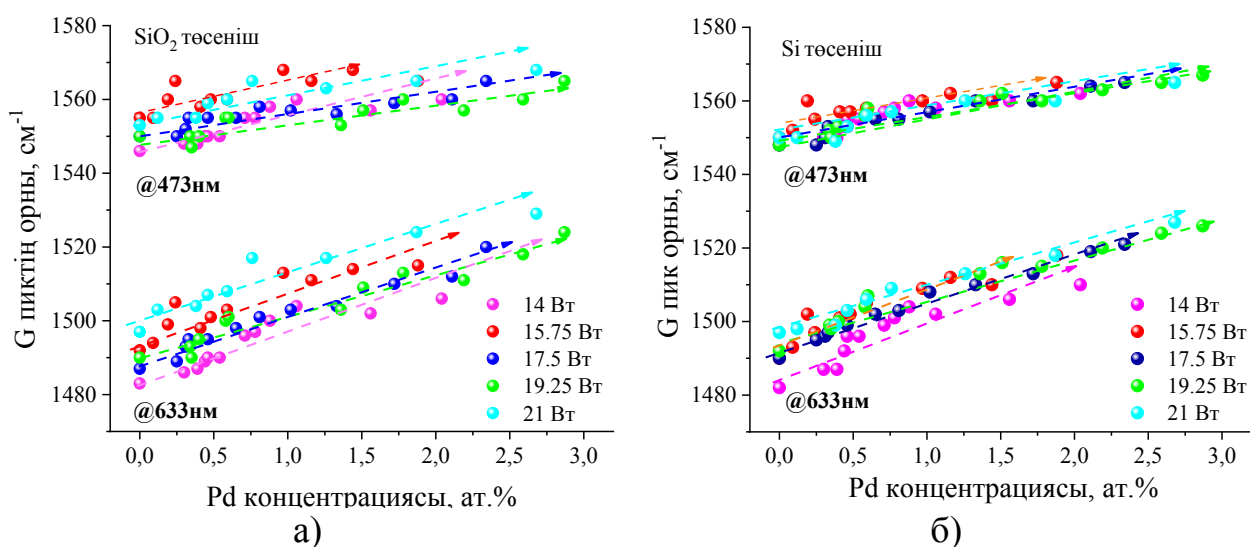 SiO2 төсеніш
G пиктің орны, см-1
1580
1560
1540
1520
1500
1480
@473нм
@633нм
14 Вт
15.75 Вт
17.5 Вт
19.25 Вт
21 Вт
0,0 0,5 1,0 1,5 2,0 2,5 3,0
Pd концентрациясы, ат.%
а)
Si төсеніш
G пик орны, см-1
1580
1560
1540
1520
1500
1480
@473нм
@633нм
14 Вт
15.75 Вт
17.5 Вт
19.25 Вт
21 Вт
0,0 0,5 1,0 1,5 2,0 2,5 3,0
Pd концентрациясы, ат.%
б)